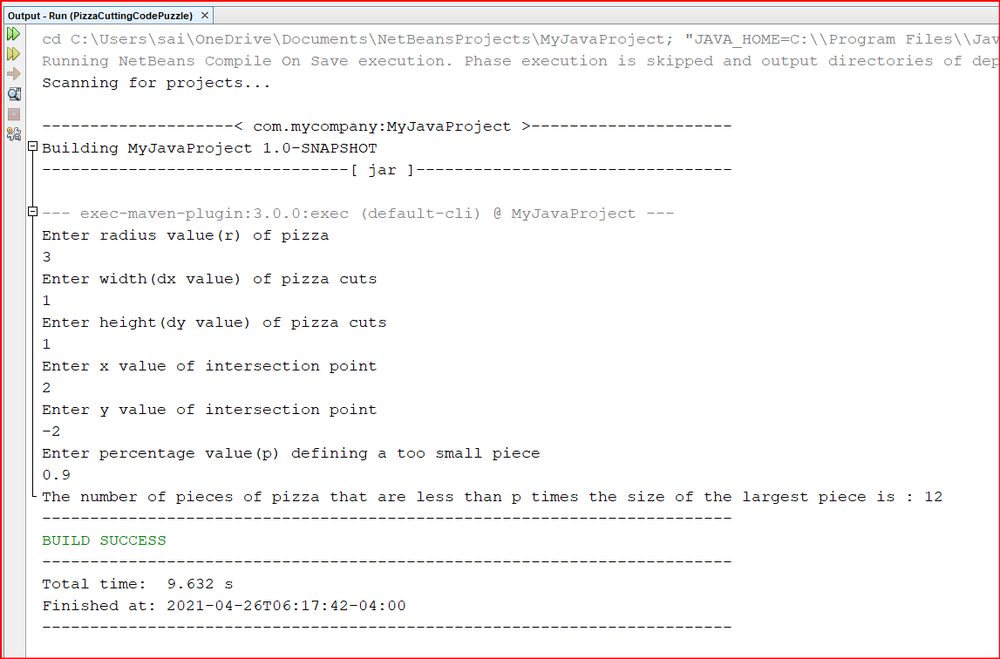 Output - Run (PizzaCuttingCodePuzzle) ×
cd C:\Users\sai\OneDrive\Documents\NetBeansProjects\MyJavaProject; "JAVA_HOME=C:\\Program Files\\Jav
Running NetBeans Compile On Save execution. Phase execution is skipped and output directories of dep
Scanning for projects...
--------------------< com.mycompany:MyJavaProject >---------------------
Building MyJavaProject 1.0-SNAPSHOT
--------------------------------[ jar ]---------------------------------
--- exec-maven-plugin:3.0.0:exec (default-cli) @ MyJavaProject ---
Enter radius value(r) of pizza
3
Enter width(dx value) of pizza cuts
1
Enter height(dy value) of pizza cuts
1
Enter x value of intersection point
2
Enter y value of intersection point
-2
Enter percentage value(p) defining a too small piece
0.9
The number of pieces of pizza that are less than p times the size of the largest piece is : 12
------------------------------------------------------------------------
BUILD SUCCESS
------------------------------------------------------------------------
Total time:  9.632 s
Finished at: 2021-04-26T06:17:42-04:00
------------------------------------------------------------------------